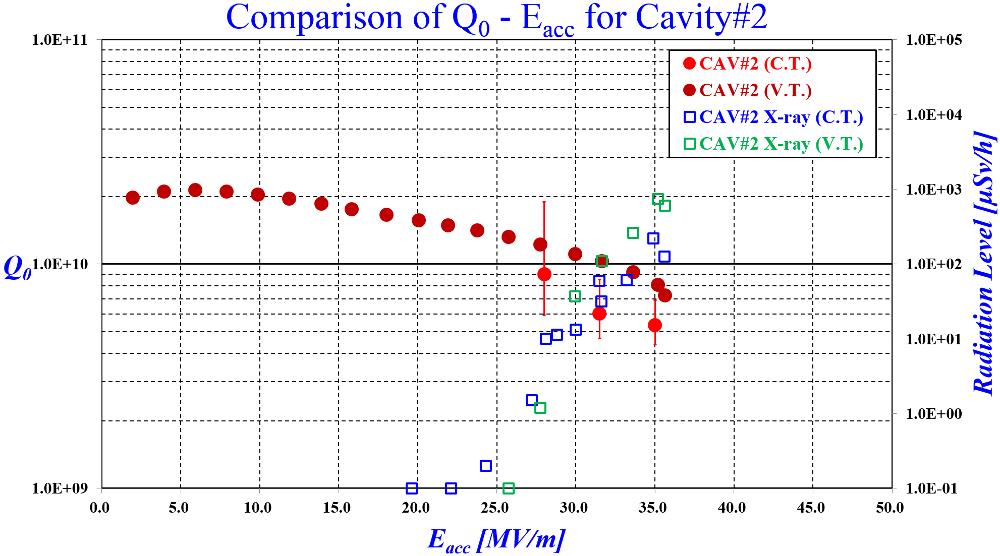 Comparison of Q0 - Eacc for Cavity#2
1.0E+11
1.0E+10
1.0E+09
Q0
1.0E+05
1.0E+04
1.0E+03
1.0E+02
1.0E+01
1.0E+00
1.0E-01
Radiation Level [μSv/h]
CAV#2 (C.T.)
CAV#2 (V.T.)
CAV#2 X-ray (C.T.)
CAV#2 X-ray (V.T.)
0.0 5.0 10.0 15.0 20.0 25.0 30.0 35.0 40.0 45.0 50.0
Eacc [MV/m]